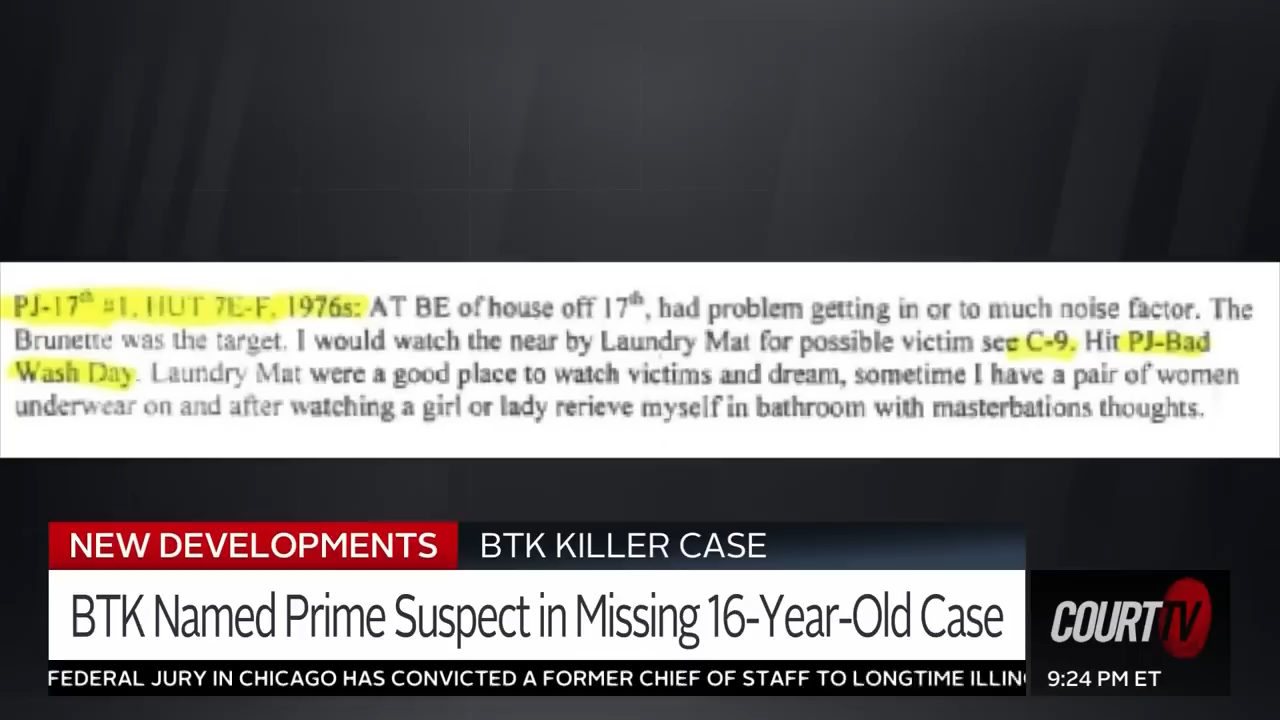 PJ-17th #1, HUT 7E-F, 1976s: AT BE of house off 17th, had problem getting in or to much noise factor. The
Brunette was the target. I would watch the near by Laundry Mat for possible victim see C-9. Hit PJ-Bad
Wash Day. Laundry Mat were a good place to watch victims and dream, sometime I have a pair of women
underwear on and after watching a girl or lady rerieve myself in bathroom with masterbations thoughts.
NEW DEVELOPMENTS
BTK KILLER CASE
BTK Named Prime Suspect in Missing 16-Year-Old Case
COURT TV
FEDERAL JURY IN CHICAGO HAS CONVICTED A FORMER CHIEF OF STAFF TO LONGTIME ILLIN
9:24 PM ET